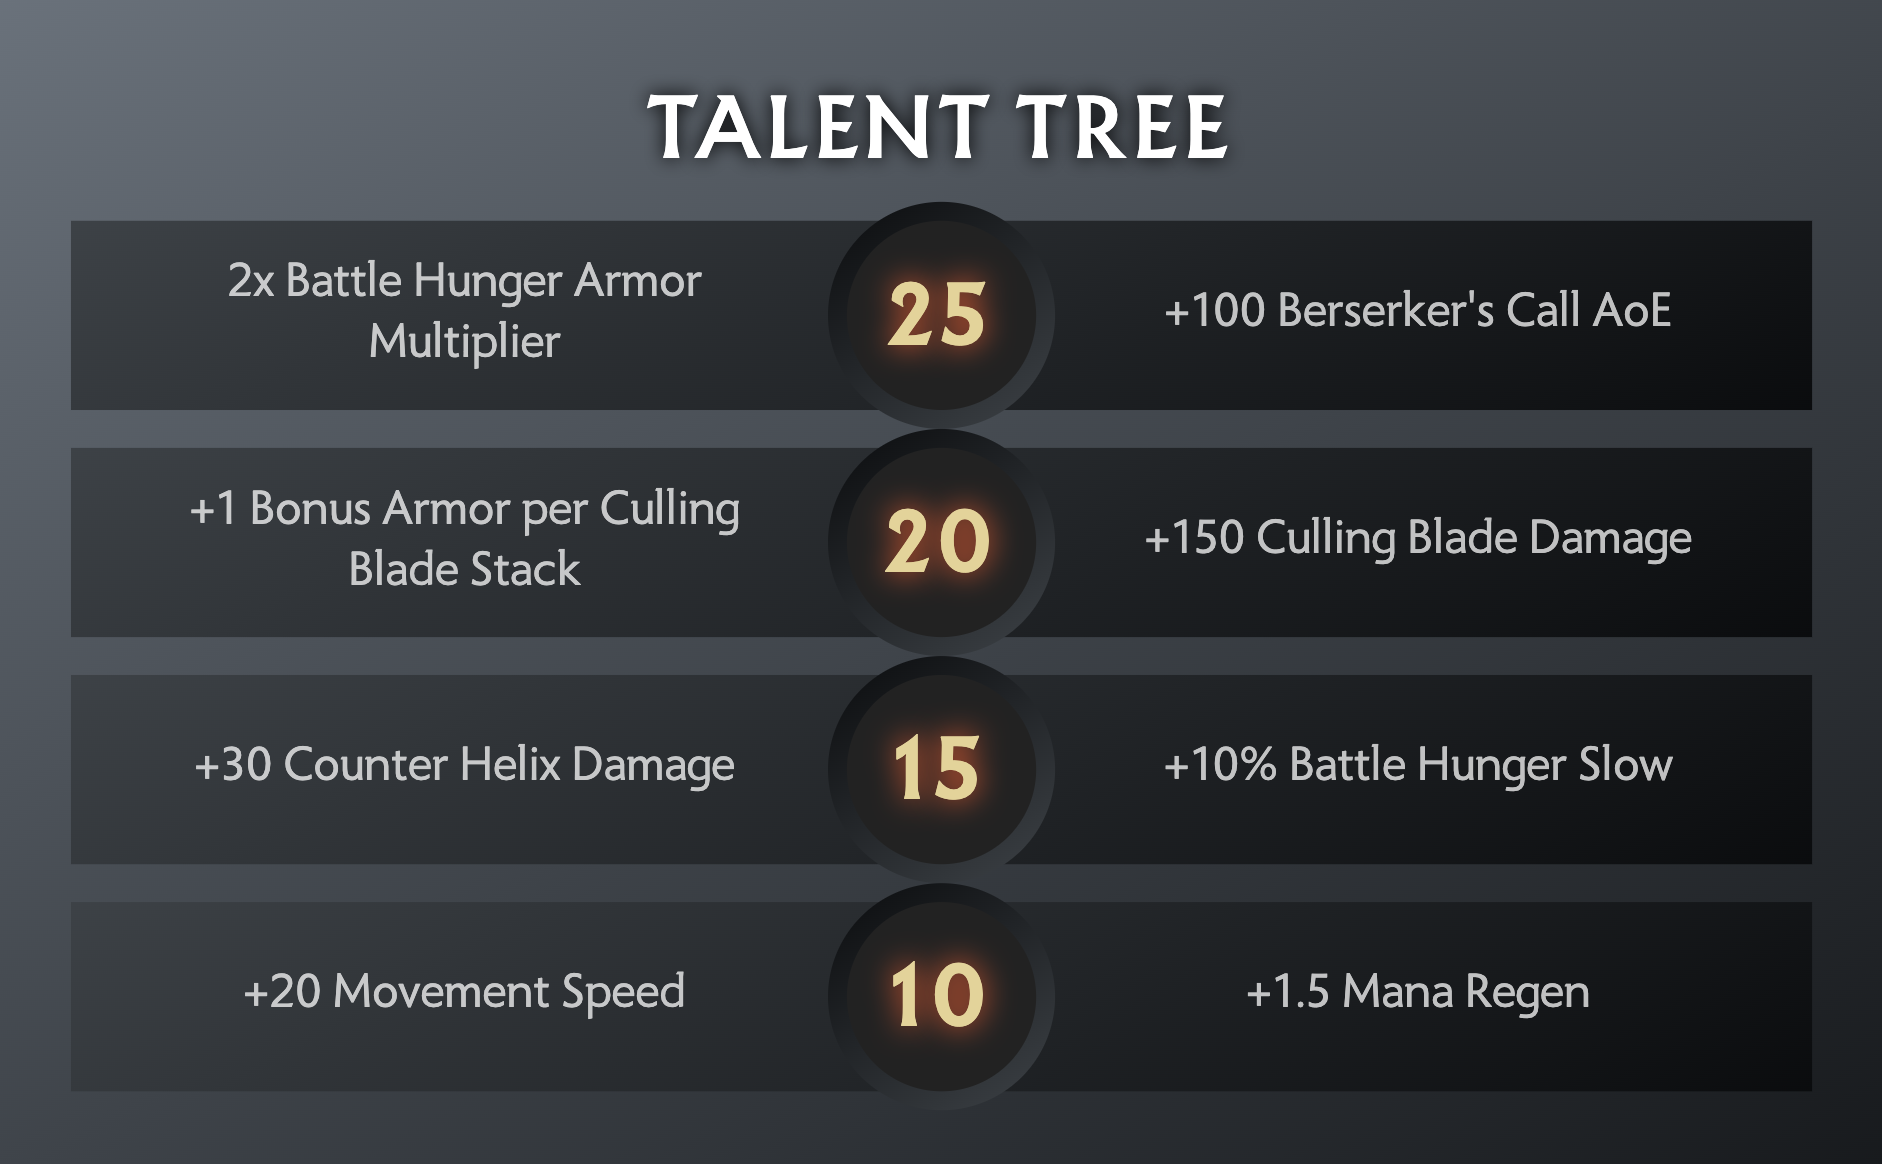 TALENT TREE
2x Battle Hunger Armor
Multiplier
25
+100 Berserker's Call AoE
+1 Bonus Armor per Culling
Blade Stack
20
+150 Culling Blade Damage
+30 Counter Helix Damage
15
+10% Battle Hunger Slow
+20 Movement Speed
10
+1.5 Mana Regen